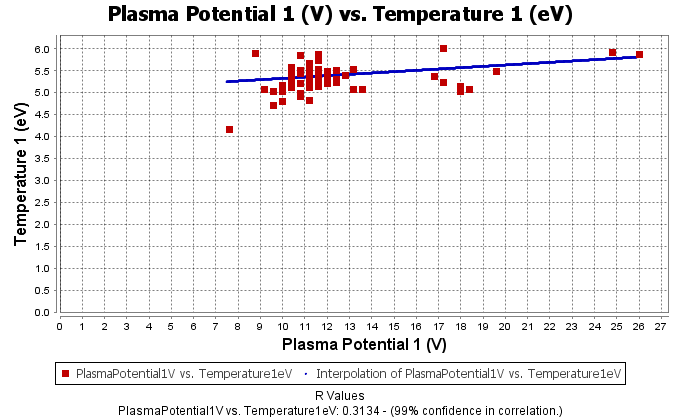 Plasma Potential 1 (V) vs. Temperature 1 (eV)
Temperature 1 (eV)
6.0
5.5
5.0
4.5
4.0
3.5
3.0
2.5
2.0
1.5
1.0
0.5
0.0
0 1 2 3 4 5 6 7 8 9 10 11 12 13 14 15 16 17 18 19 20 21 22 23 24 25 26 27
Plasma Potential 1 (V)
PlasmaPotential1V vs. Temperature1eV Interpolation of PlasmaPotential1V vs. Temperature1eV
R Values
PlasmaPotential1V vs. Temperature1eV: 0.3134 - (99% confidence in correlation.)